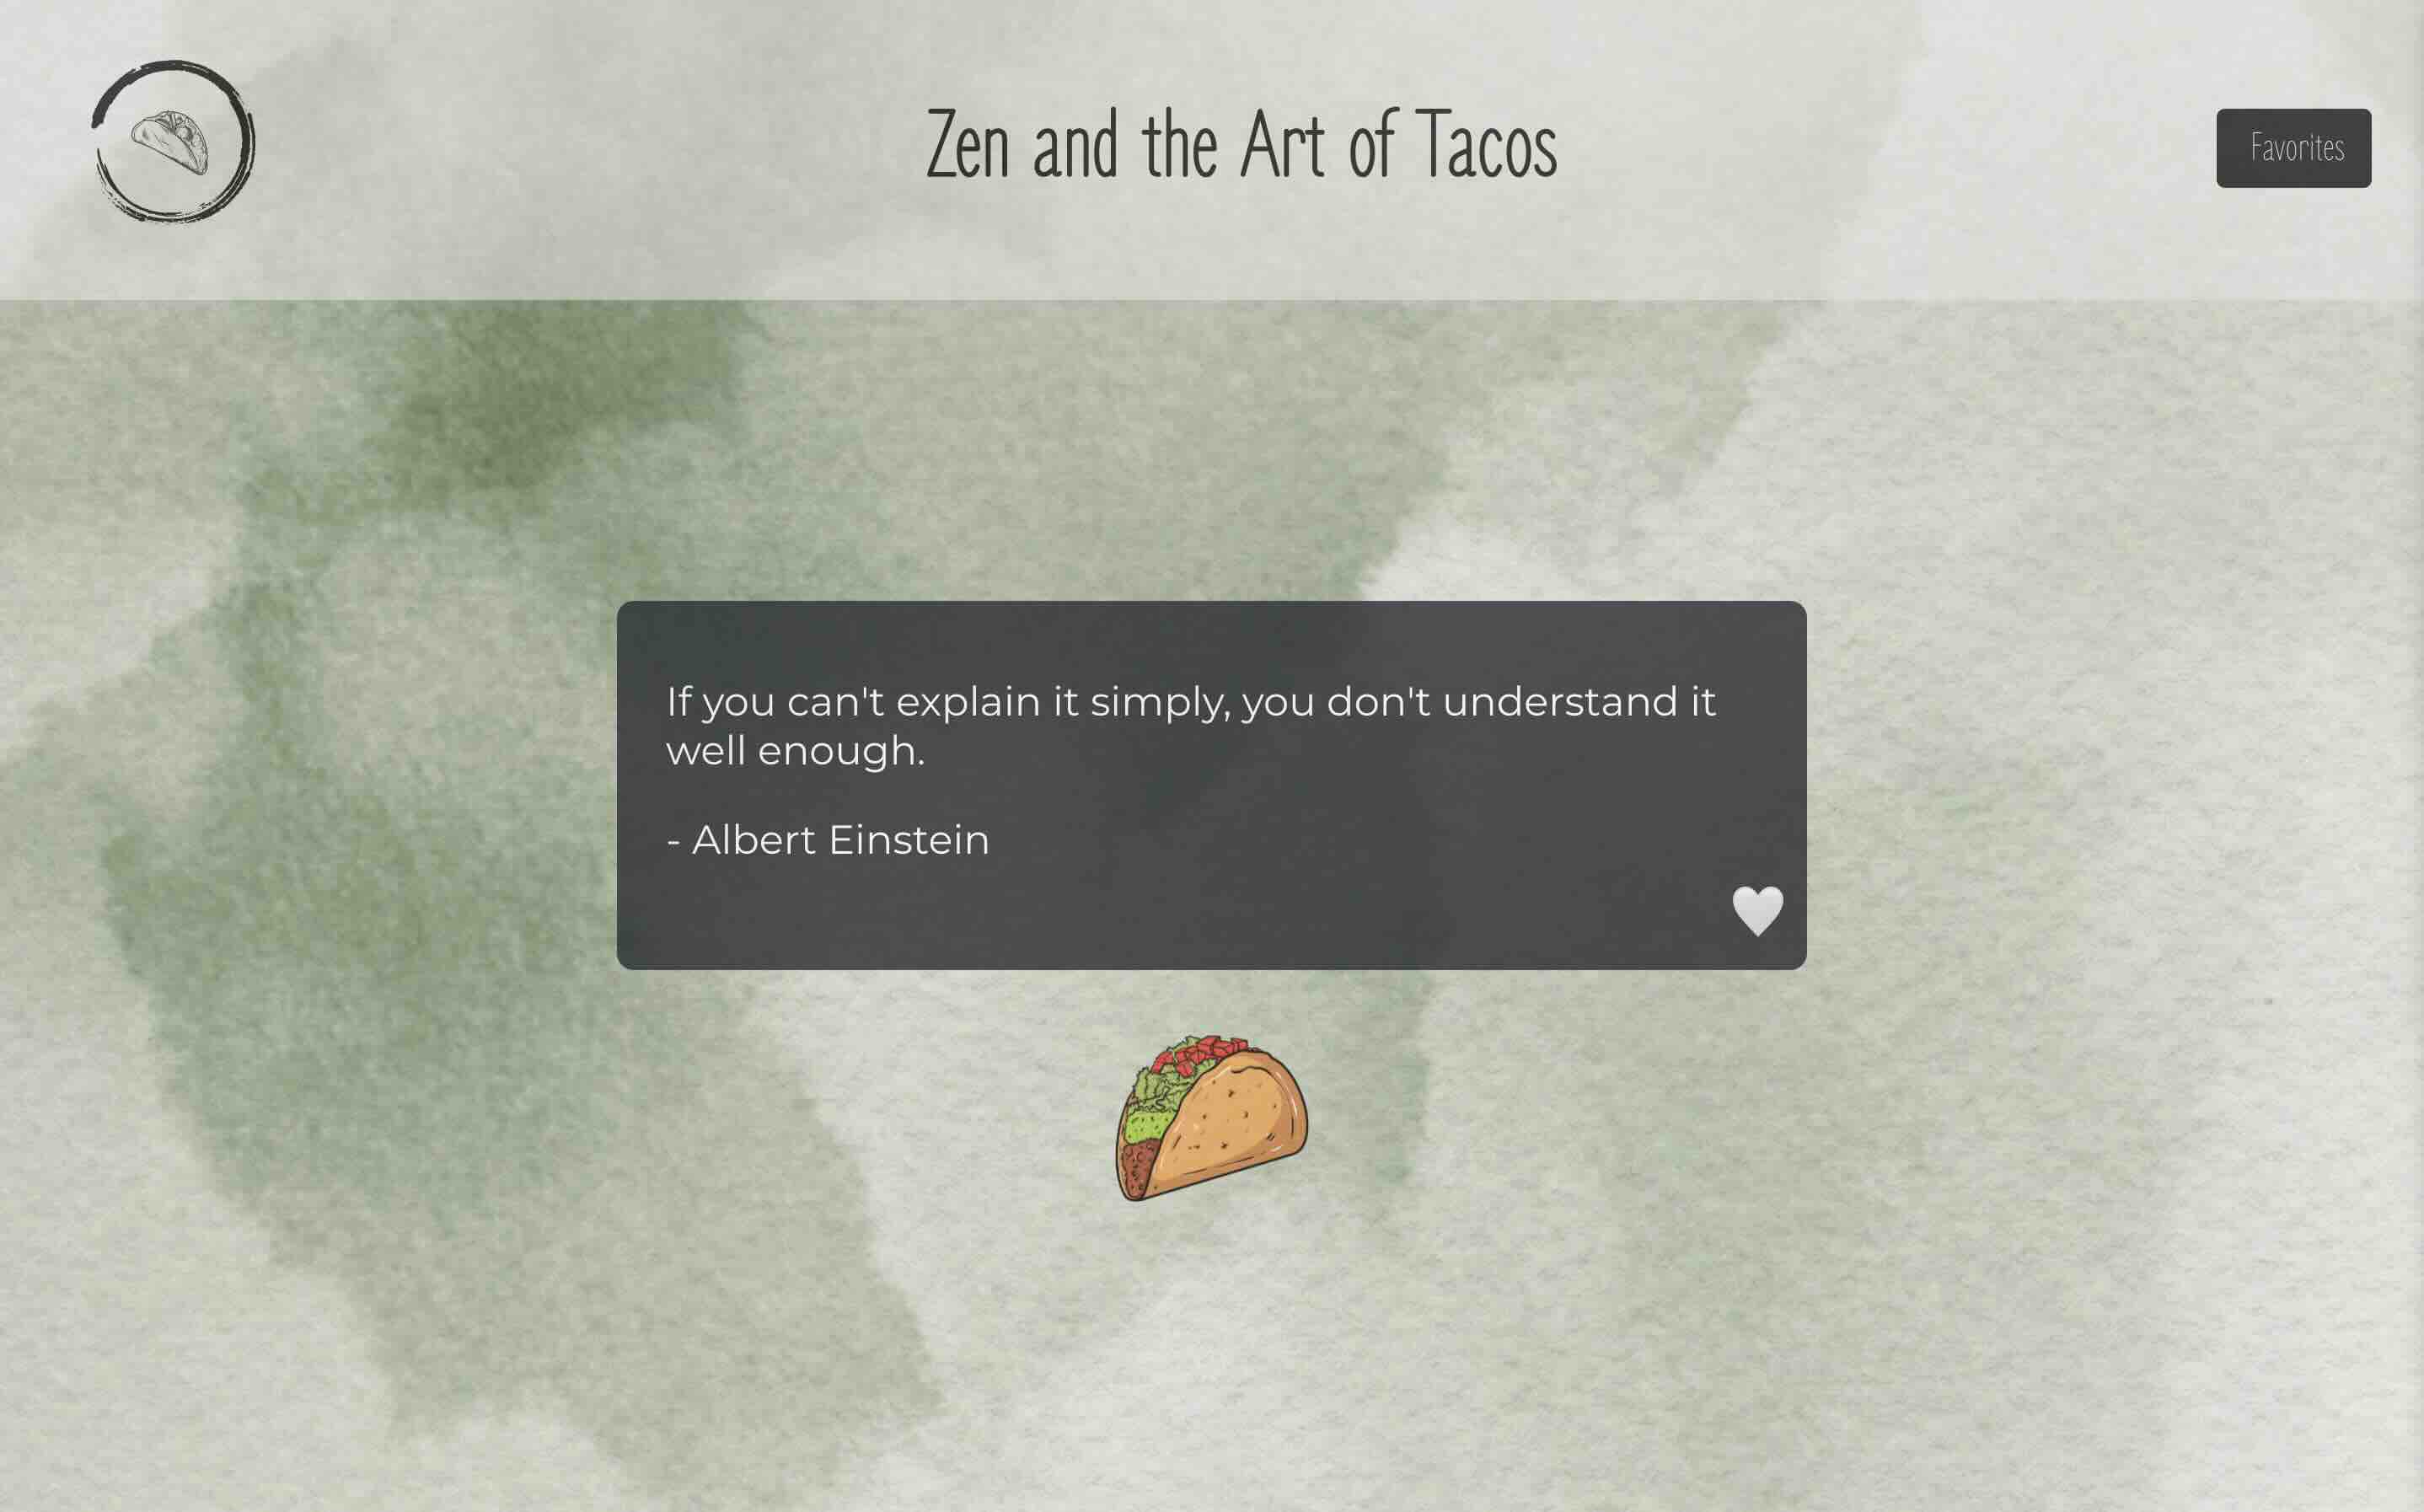 Zen and the Art of Tacos
Favorites
If you can't explain it simply, you don't understand it
well enough.
- Albert Einstein